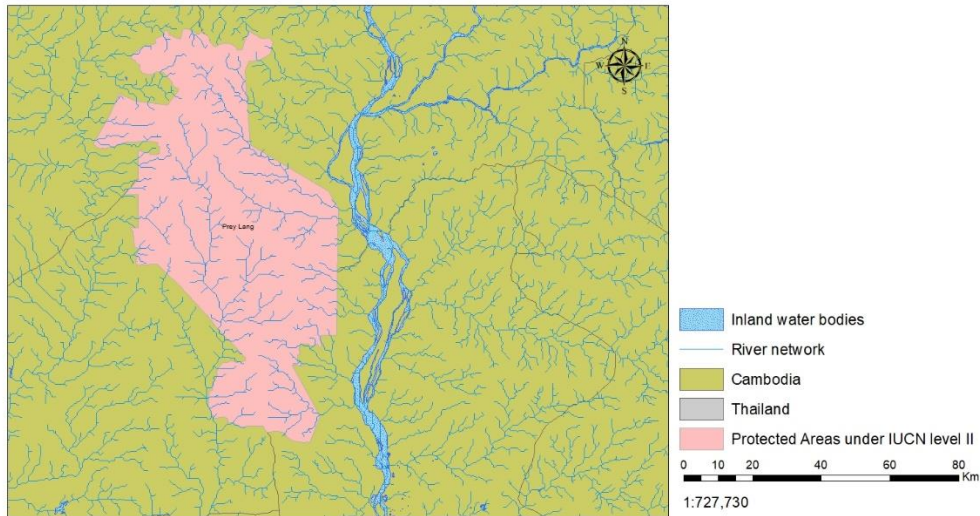 N
W E
S
Prey Lang
Inland water bodies
River network
Cambodia
Thailand
Protected Areas under IUCN level II
0 10 20 40 60 80
Km
1:727,730